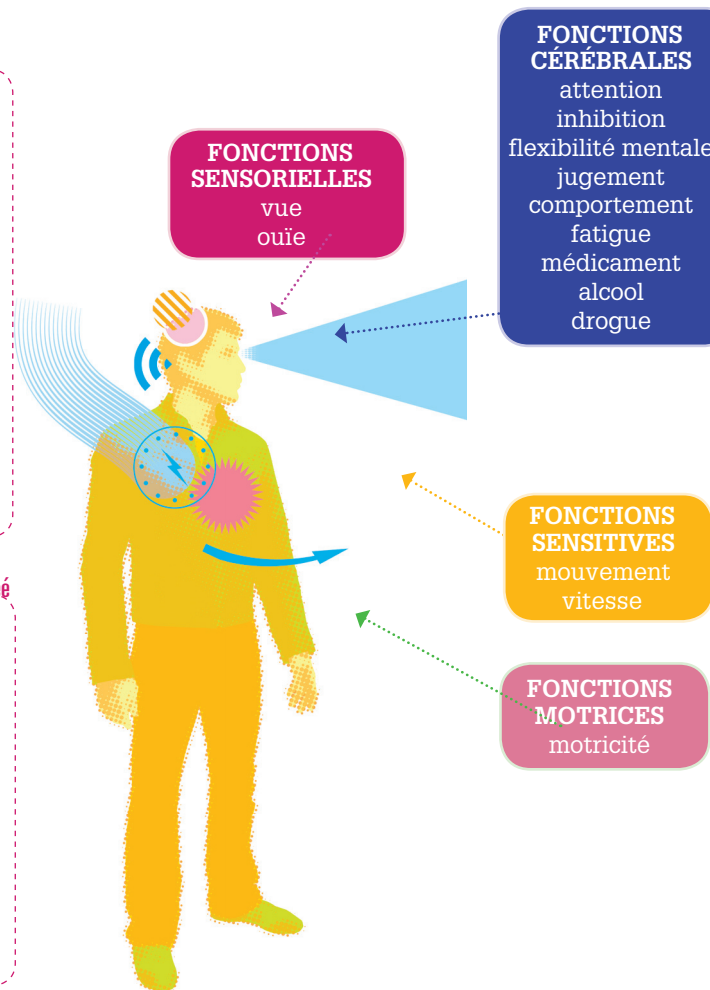 FONCTIONS
CÉRÉBRALES
attention
inhibition
flexibilité mentale
jugement
comportement
fatigue
médicament
alcool
drogue
FONCTIONS
SENSORIELLES
vue
ouïe
FONCTIONS
SENSITIVES
mouvement
vitesse
é
FONCTIONS
MOTRICES
motricité